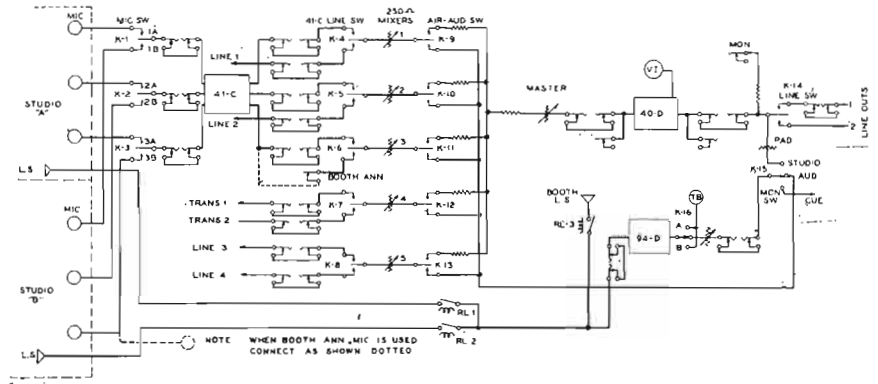 MIC
MIC SW
41-C LINE SW
250Ω
MIXERS
AIR-AUD SW
1A
K-1
1B
K-4
1
K-9
LINE 1
MON
VI
K-14
LINE SW
2A
K-2
2B
41-C
K-5
2
K-10
MASTER
40-D
1
2
LINE OUTS
STUDIO
"A"
LINE 2
3A
K-3
3B
K-6
3
K-11
PAD
STUDIO
L.S
BOOTH ANN
K-15
AUD
MON
SW
CUE
TRANS 1
K-7
4
K-12
BOOTH
L S
TB
MIC
TRANS 2
RL-3
94-D
K-16
A
B
LINE 3
K-8
5
K-13
LINE 4
STUDIO
RL 1
RL 2
L.S
NOTE WHEN BOOTH ANN. MIC IS USED
CONNECT AS SHOWN DOTTED